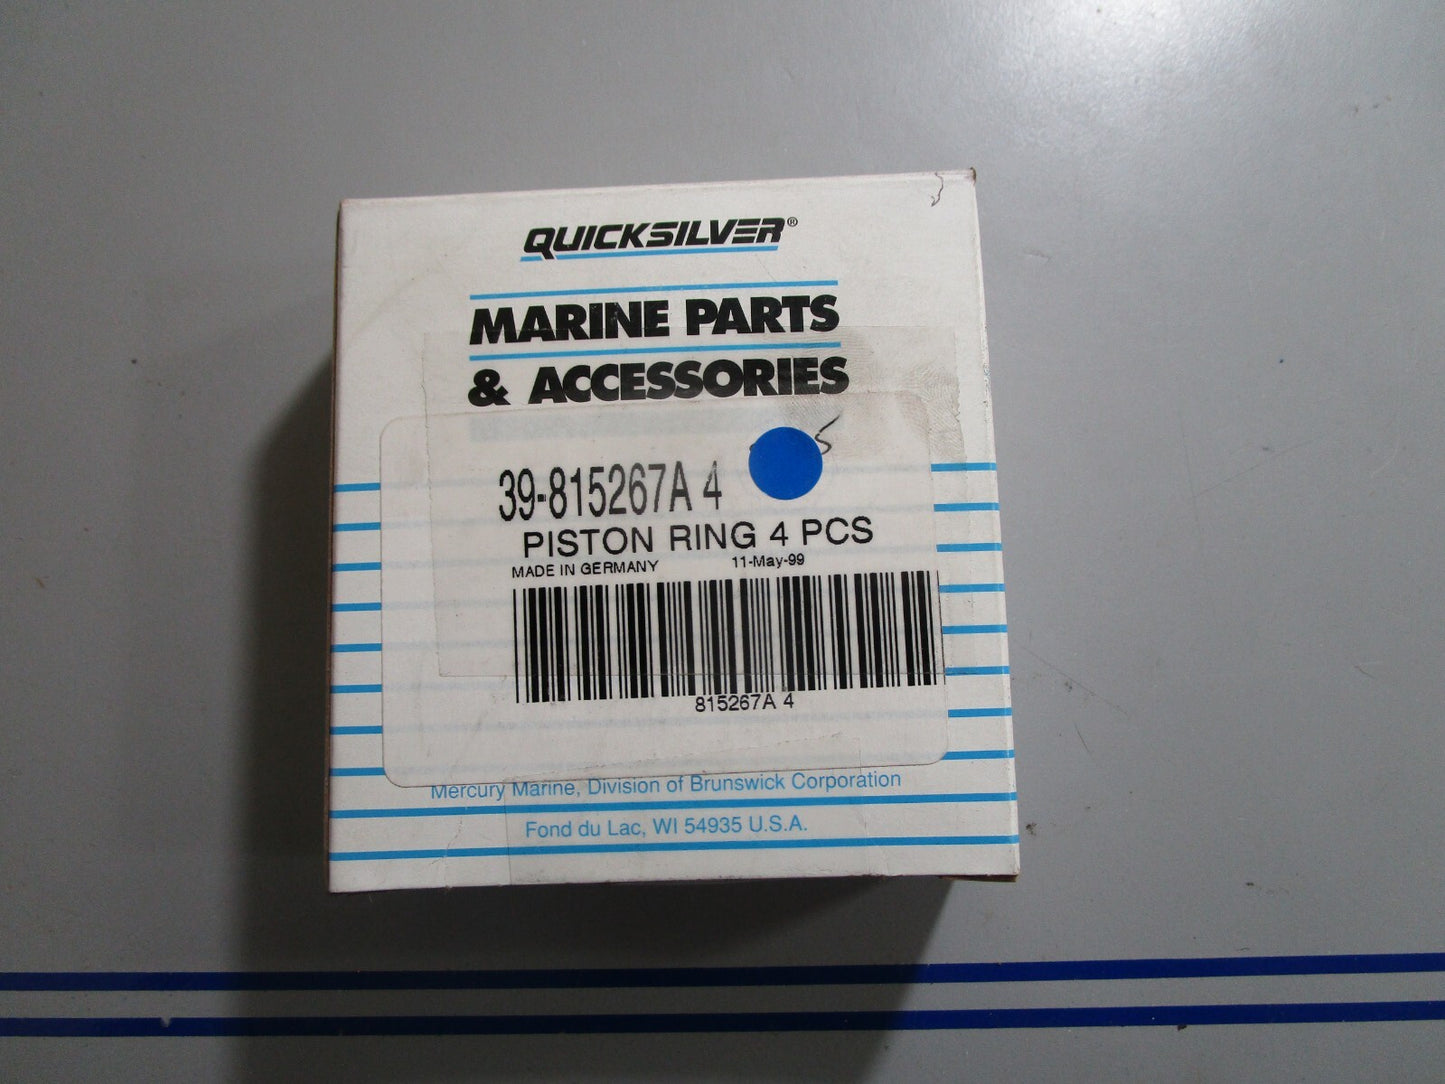 QUICKSILVER®
MARINE PARTS
& ACCESSORIES
5
39-815267A 4
PISTON RING 4 PCS
MADE IN GERMANY 11-May-99
815267A 4
Mercury Marine, Division of Brunswick Corporation
Fond du Lac, WI 54935 U.S.A.